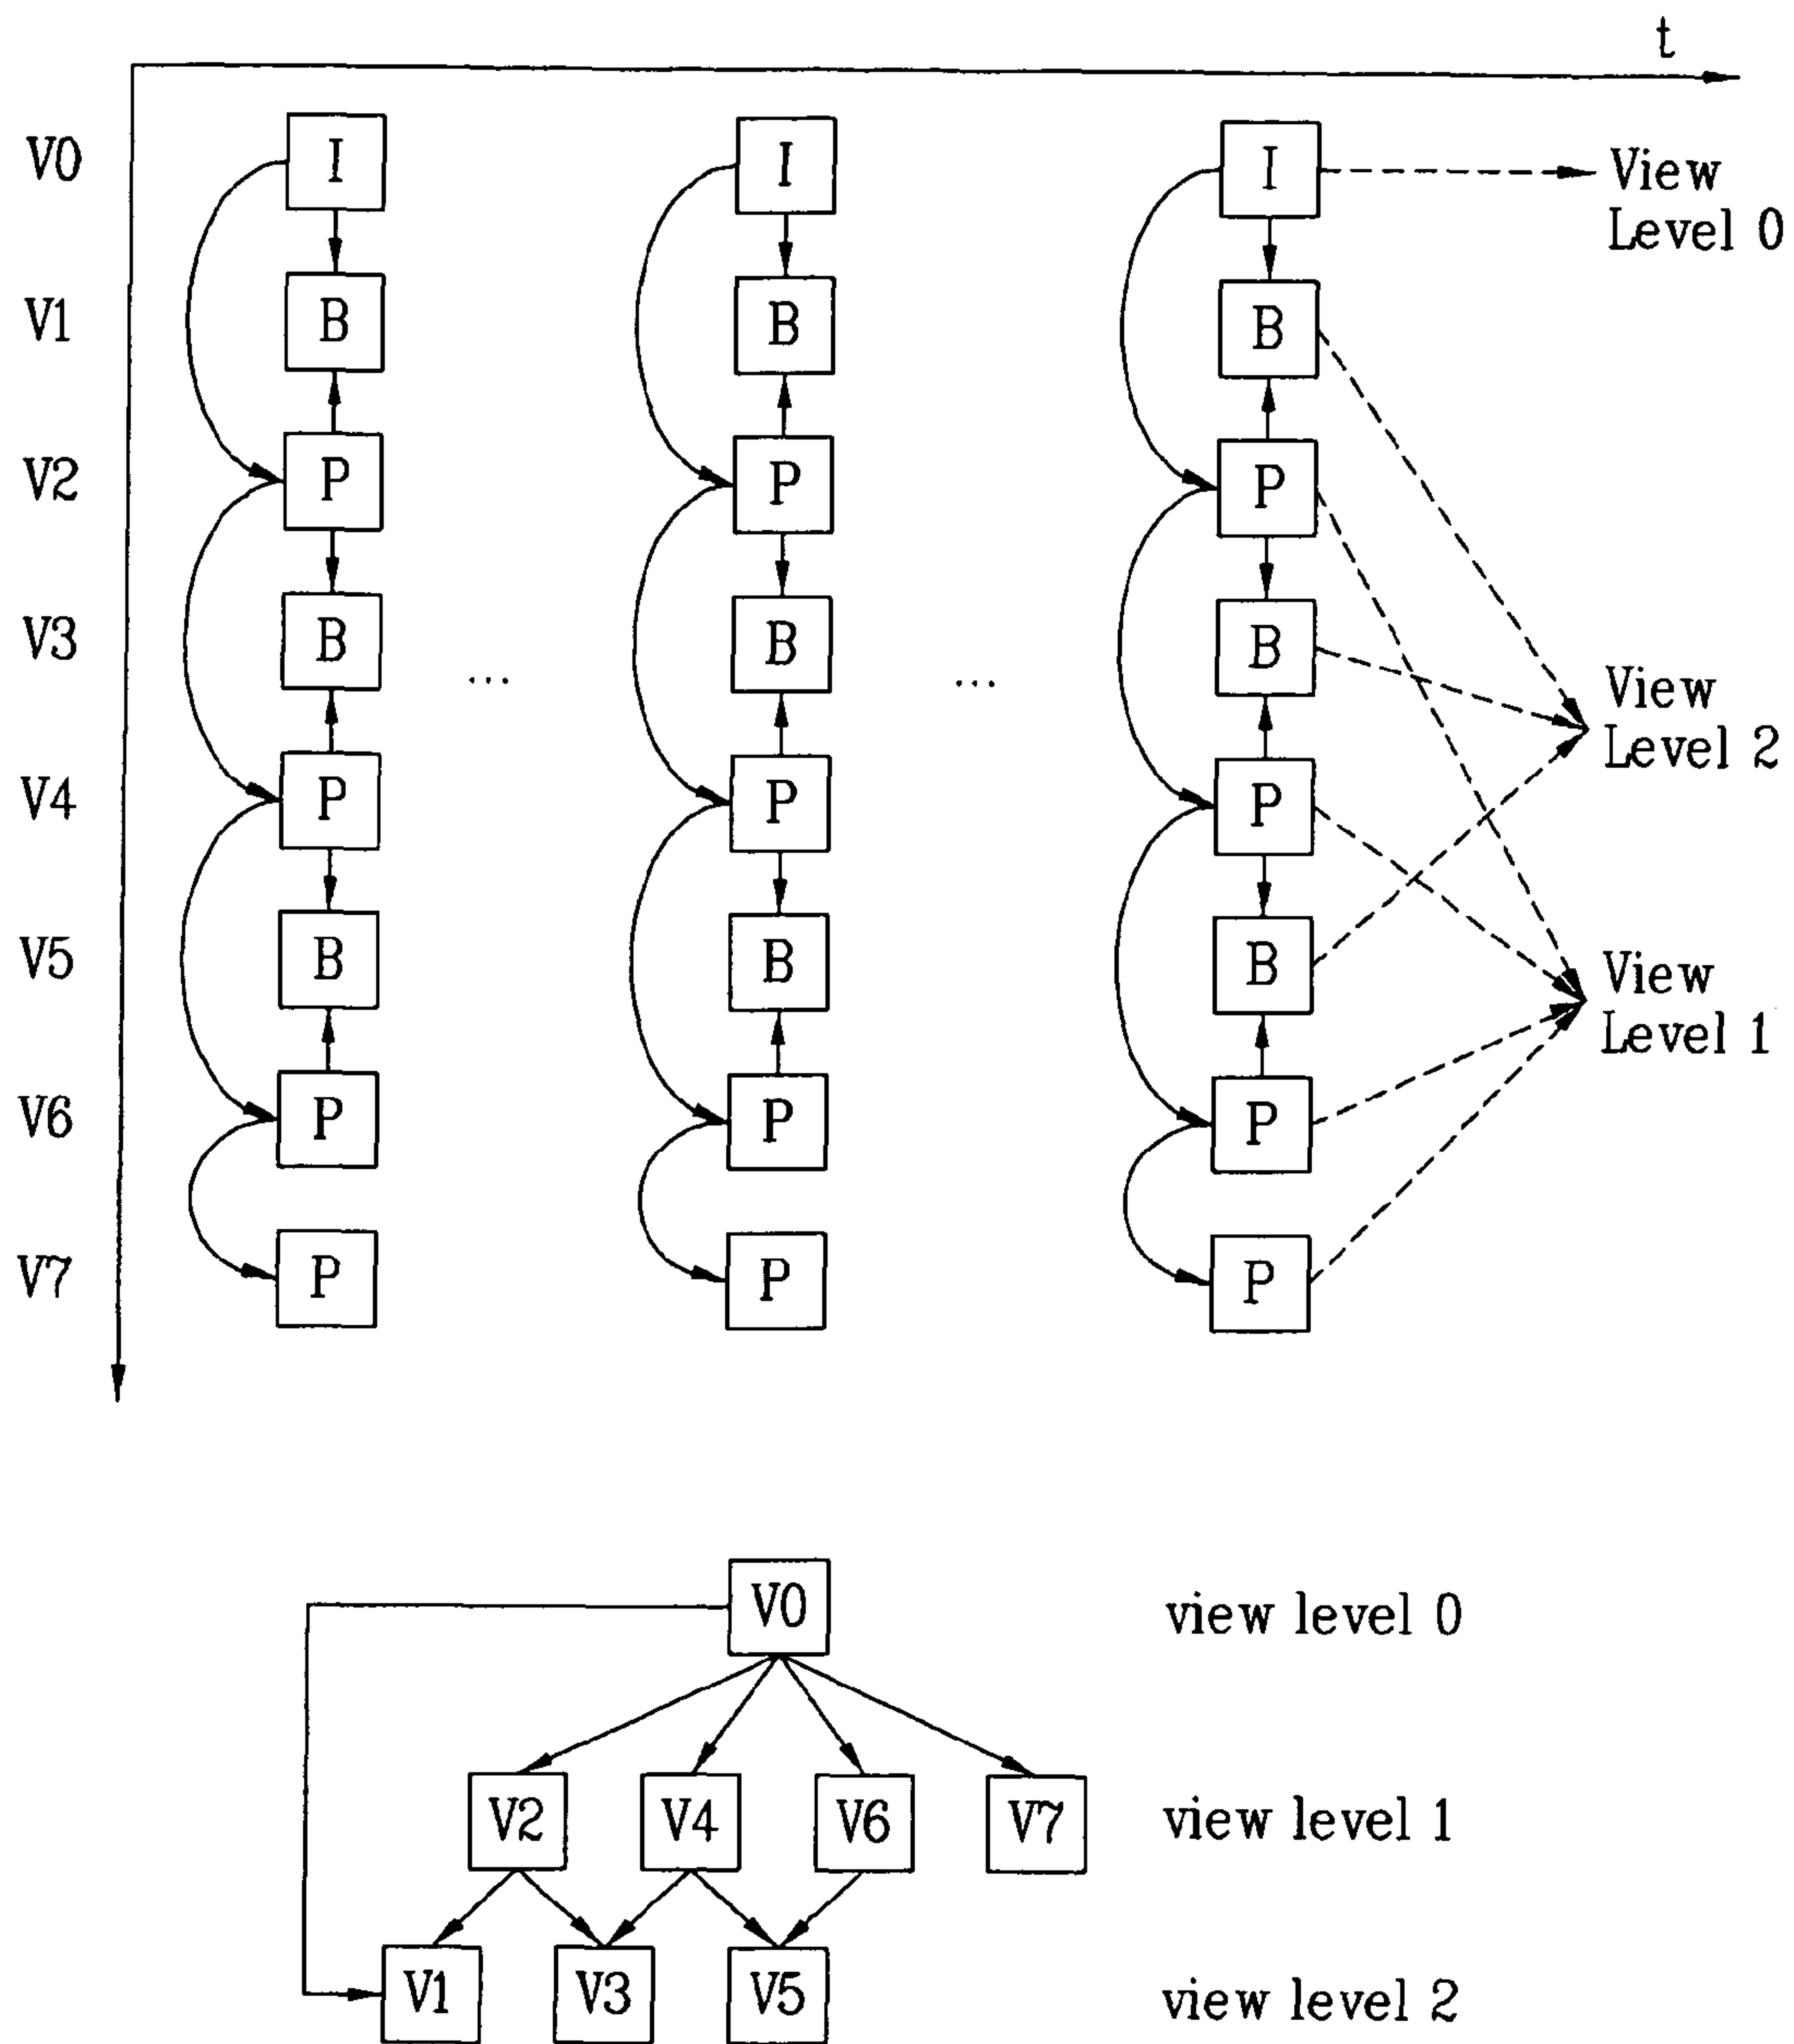 t
V0 I I I View
Level 0
V1 B B B
V2 P P P
V3 B B B
... ...
View
Level 2
V4 P P P
V5 B B B
View
Level 1
V6 P P P
V7 P P P
V0 view level 0
V2 V4 V6 V7 view level 1
V1 V3 V5 view level 2